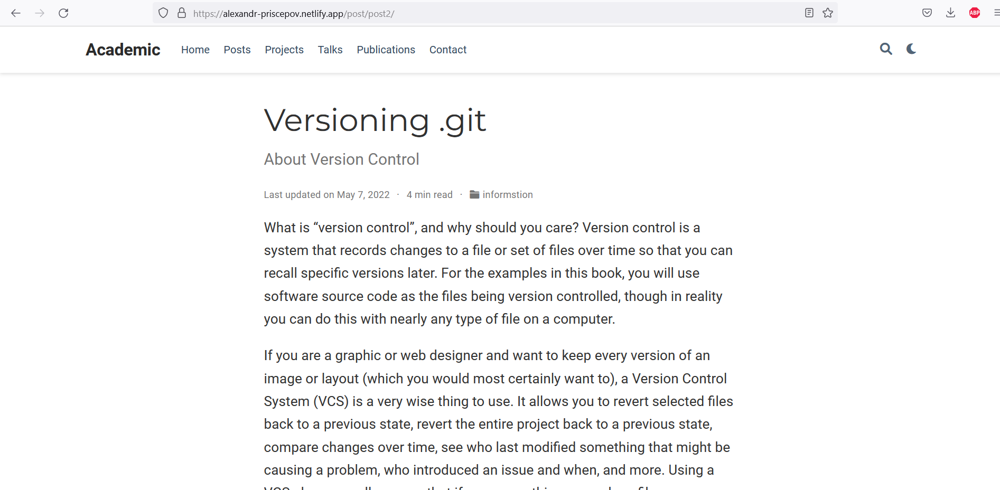 https://alexandr-priscepov.netlify.app/post/post2/
ABP
Academic Home Posts Projects Talks Publications Contact
Versioning .git
About Version Control
Last updated on May 7, 2022 · 4 min read · informstion
What is “version control”, and why should you care? Version control is a
system that records changes to a file or set of files over time so that you can
recall specific versions later. For the examples in this book, you will use
software source code as the files being version controlled, though in reality
you can do this with nearly any type of file on a computer.
If you are a graphic or web designer and want to keep every version of an
image or layout (which you would most certainly want to), a Version Control
System (VCS) is a very wise thing to use. It allows you to revert selected files
back to a previous state, revert the entire project back to a previous state,
compare changes over time, see who last modified something that might be
causing a problem, who introduced an issue and when, and more. Using a